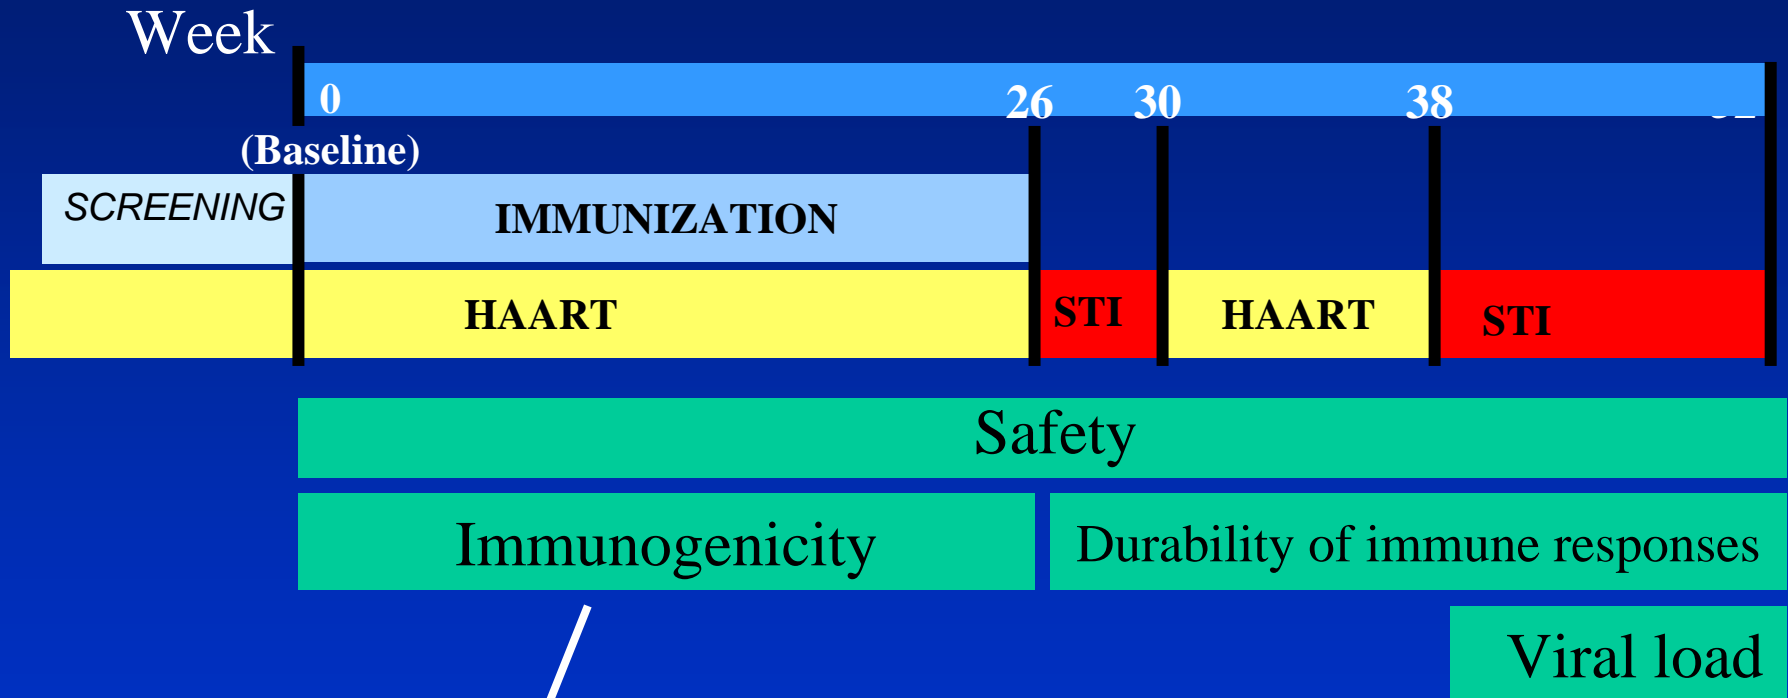 Week
0 26 30 38
(Baseline)
SCREENING IMMUNIZATION
HAART STI HAART STI
Safety
Immunogenicity Durability of immune responses
Viral load